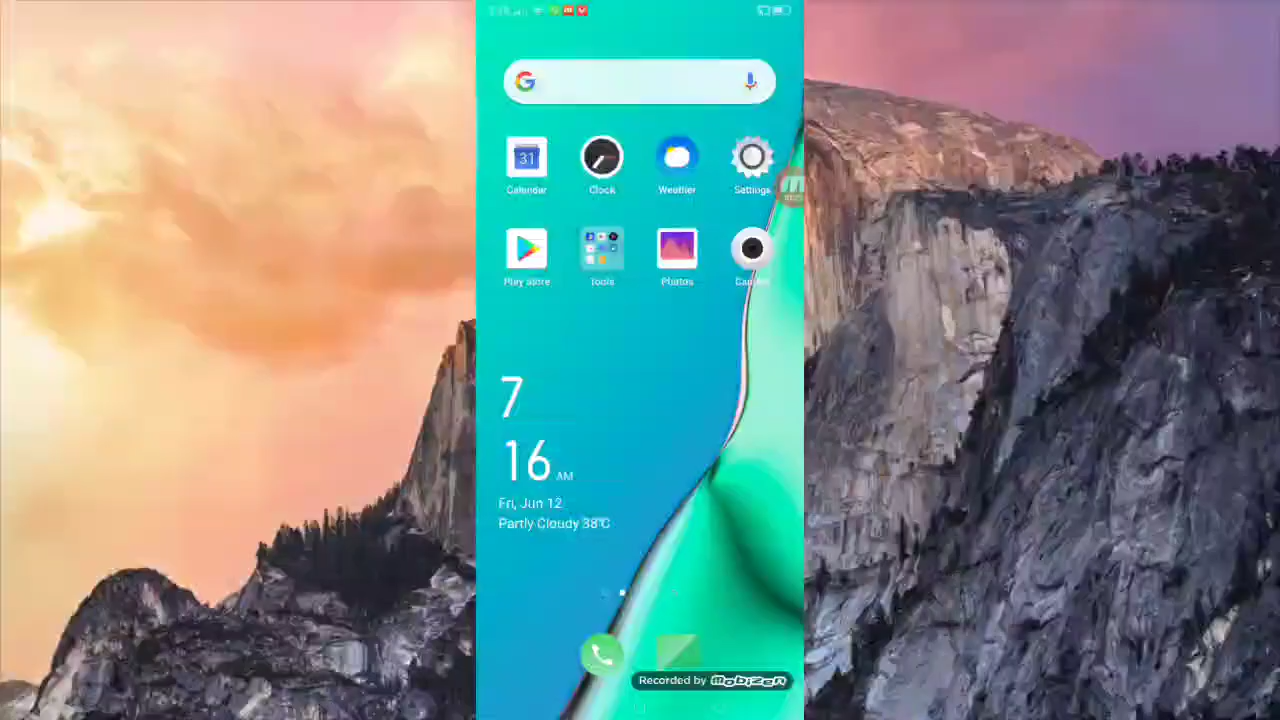 31
Calendar
Clock
Weather
Settings
Play store
Tools
Photos
7
16 AM
Fri, Jun 12
Partly Cloudy 38°C
Recorded by mobizen